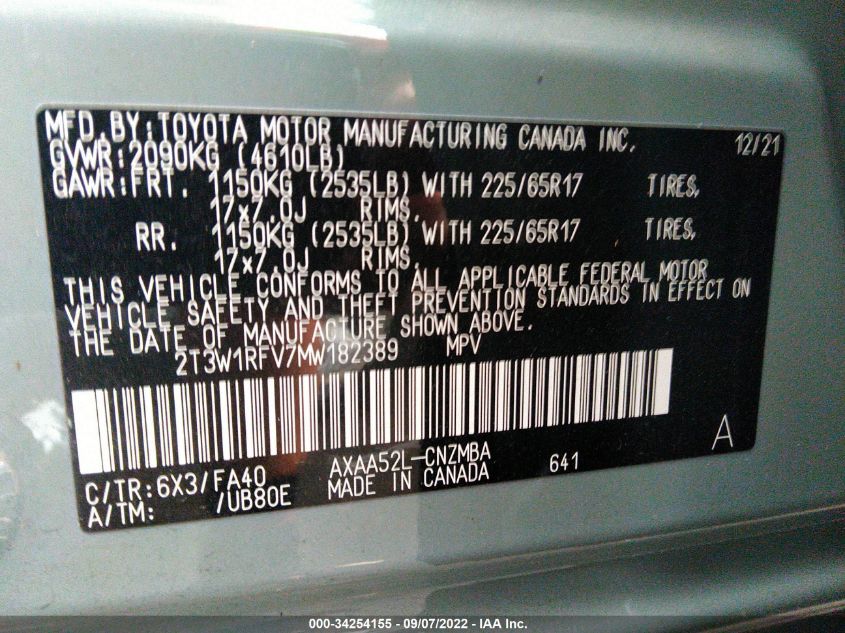 MFD.BY:TOYOTA MOTOR MANUFACTURING CANADA INC. 12/21
GVWR:2090KG (4610LB)
GAWR:FRT. 1150KG (2535LB) WITH 225/65R17 TIRES,
17x7.0J RIMS,
RR. 1150KG (2535LB) WITH 225/65R17 TIRES,
17x7.0J RIMS.
THIS VEHICLE CONFORMS TO ALL APPLICABLE FEDERAL MOTOR
VEHICLE SAFETY AND THEFT PREVENTION STANDARDS IN EFFECT ON
THE DATE OF MANUFACTURE SHOWN ABOVE.
2T3W1RFV7MW182389 MPV
A
C/TR:6X3/FA40 AXAA52L-CNZMBA 641
A/TM: /UB80E MADE IN CANADA
000-34254155 - 09/07/2022 - IAA Inc.